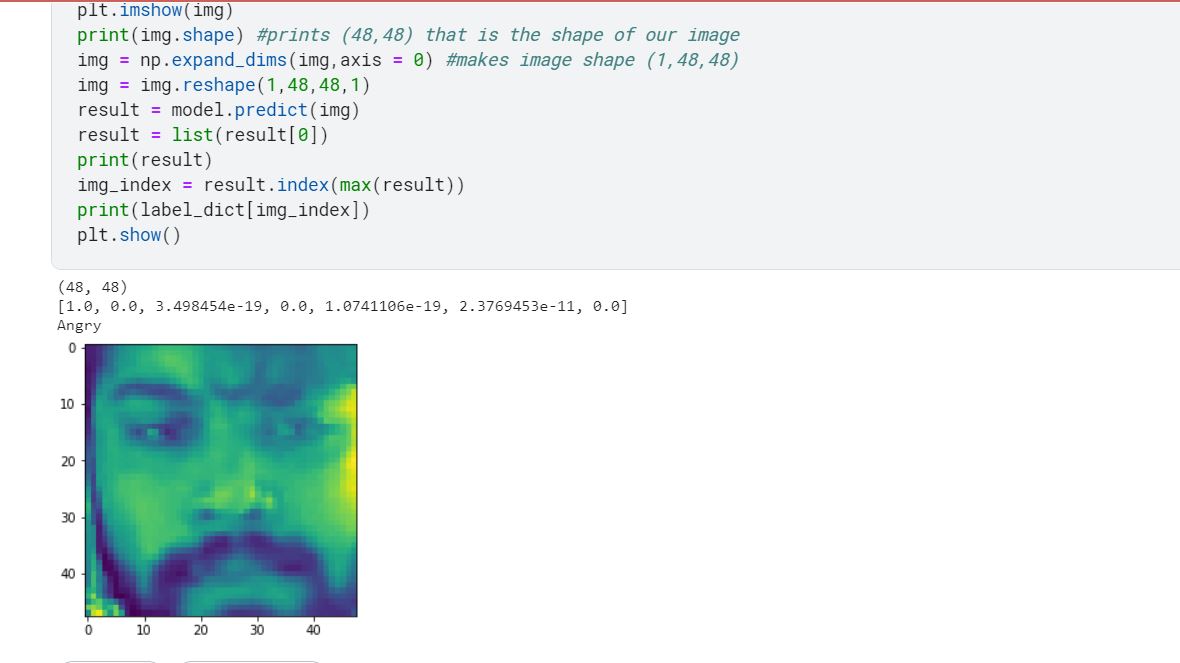 plt.imshow(img)
print(img.shape) #prints (48,48) that is the shape of our image
img = np.expand_dims(img,axis = 0) #makes image shape (1,48,48)
img = img.reshape(1,48,48,1)
result = model.predict(img)
result = list(result[0])
print(result)
img_index = result.index(max(result))
print(label_dict[img_index])
plt.show()
(48, 48)
[1.0, 0.0, 3.498454e-19, 0.0, 1.0741106e-19, 2.3769453e-11, 0.0]
Angry
0
10
20
30
40
0 10 20 30 40